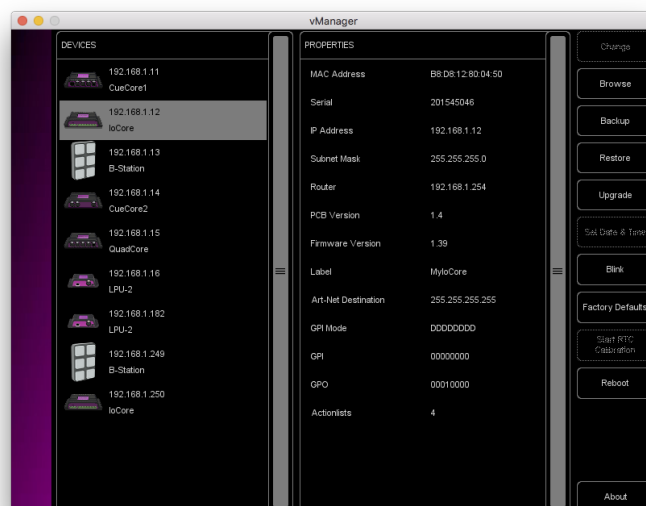 vManager
DEVICES
192.168.1.11
CueCore1
192.168.1.12
IoCore
192.168.1.13
B-Station
192.168.1.14
CueCore2
192.168.1.15
QuadCore
192.168.1.16
LPU-2
192.168.1.182
LPU-2
192.168.1.249
B-Station
192.168.1.250
IoCore
PROPERTIES
MAC Address B8:D8:12:80:04:50
Serial 201545046
IP Address 192.168.1.12
Subnet Mask 255.255.255.0
Router 192.168.1.254
PCB Version 1.4
Firmware Version 1.39
Label MyIoCore
Art-Net Destination 255.255.255.255
GPI Mode DDDDDDDD
GPI 00000000
GPO 00010000
Actionlists 4
Change
Browse
Backup
Restore
Upgrade
Set Date & Time
Blink
Factory Defaults
Start RTC
Calibration
Reboot
About